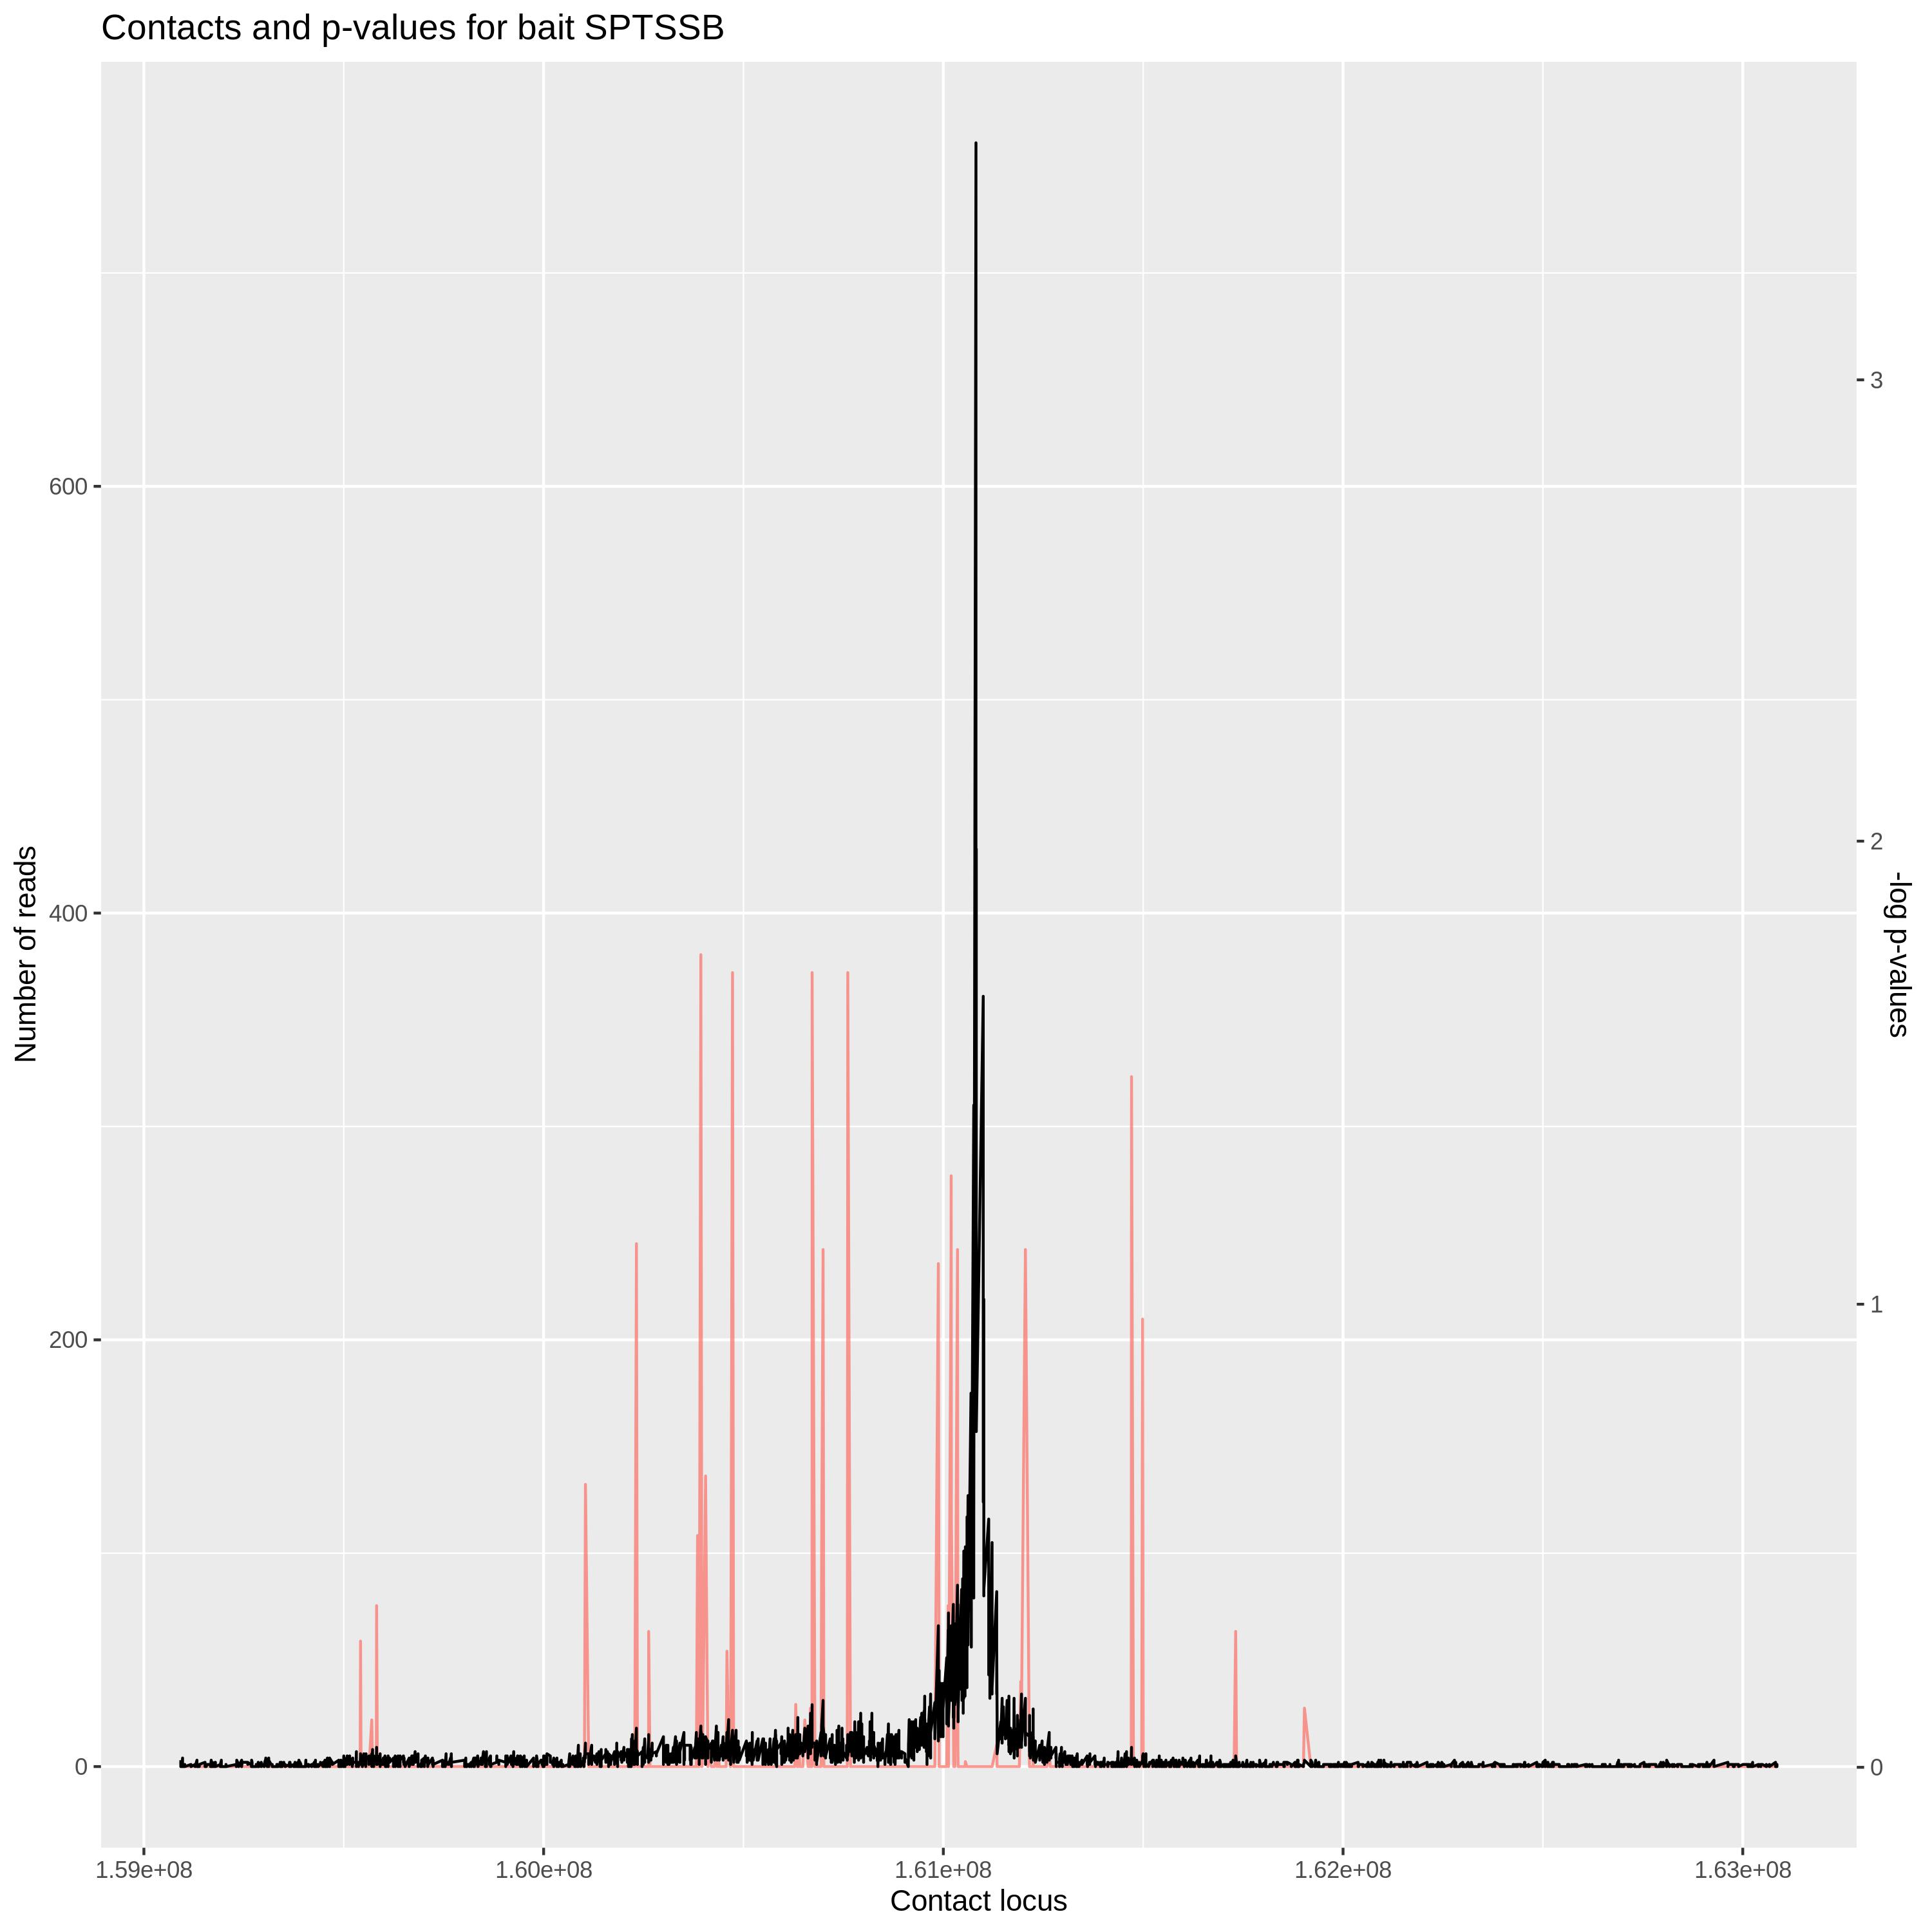 Contacts and p-values for bait SPTSSB
Number of reads
600
400
200
0
3
2
1
0
-log p-values
1.59e+08
1.60e+08
1.61e+08
1.62e+08
1.63e+08
Contact locus